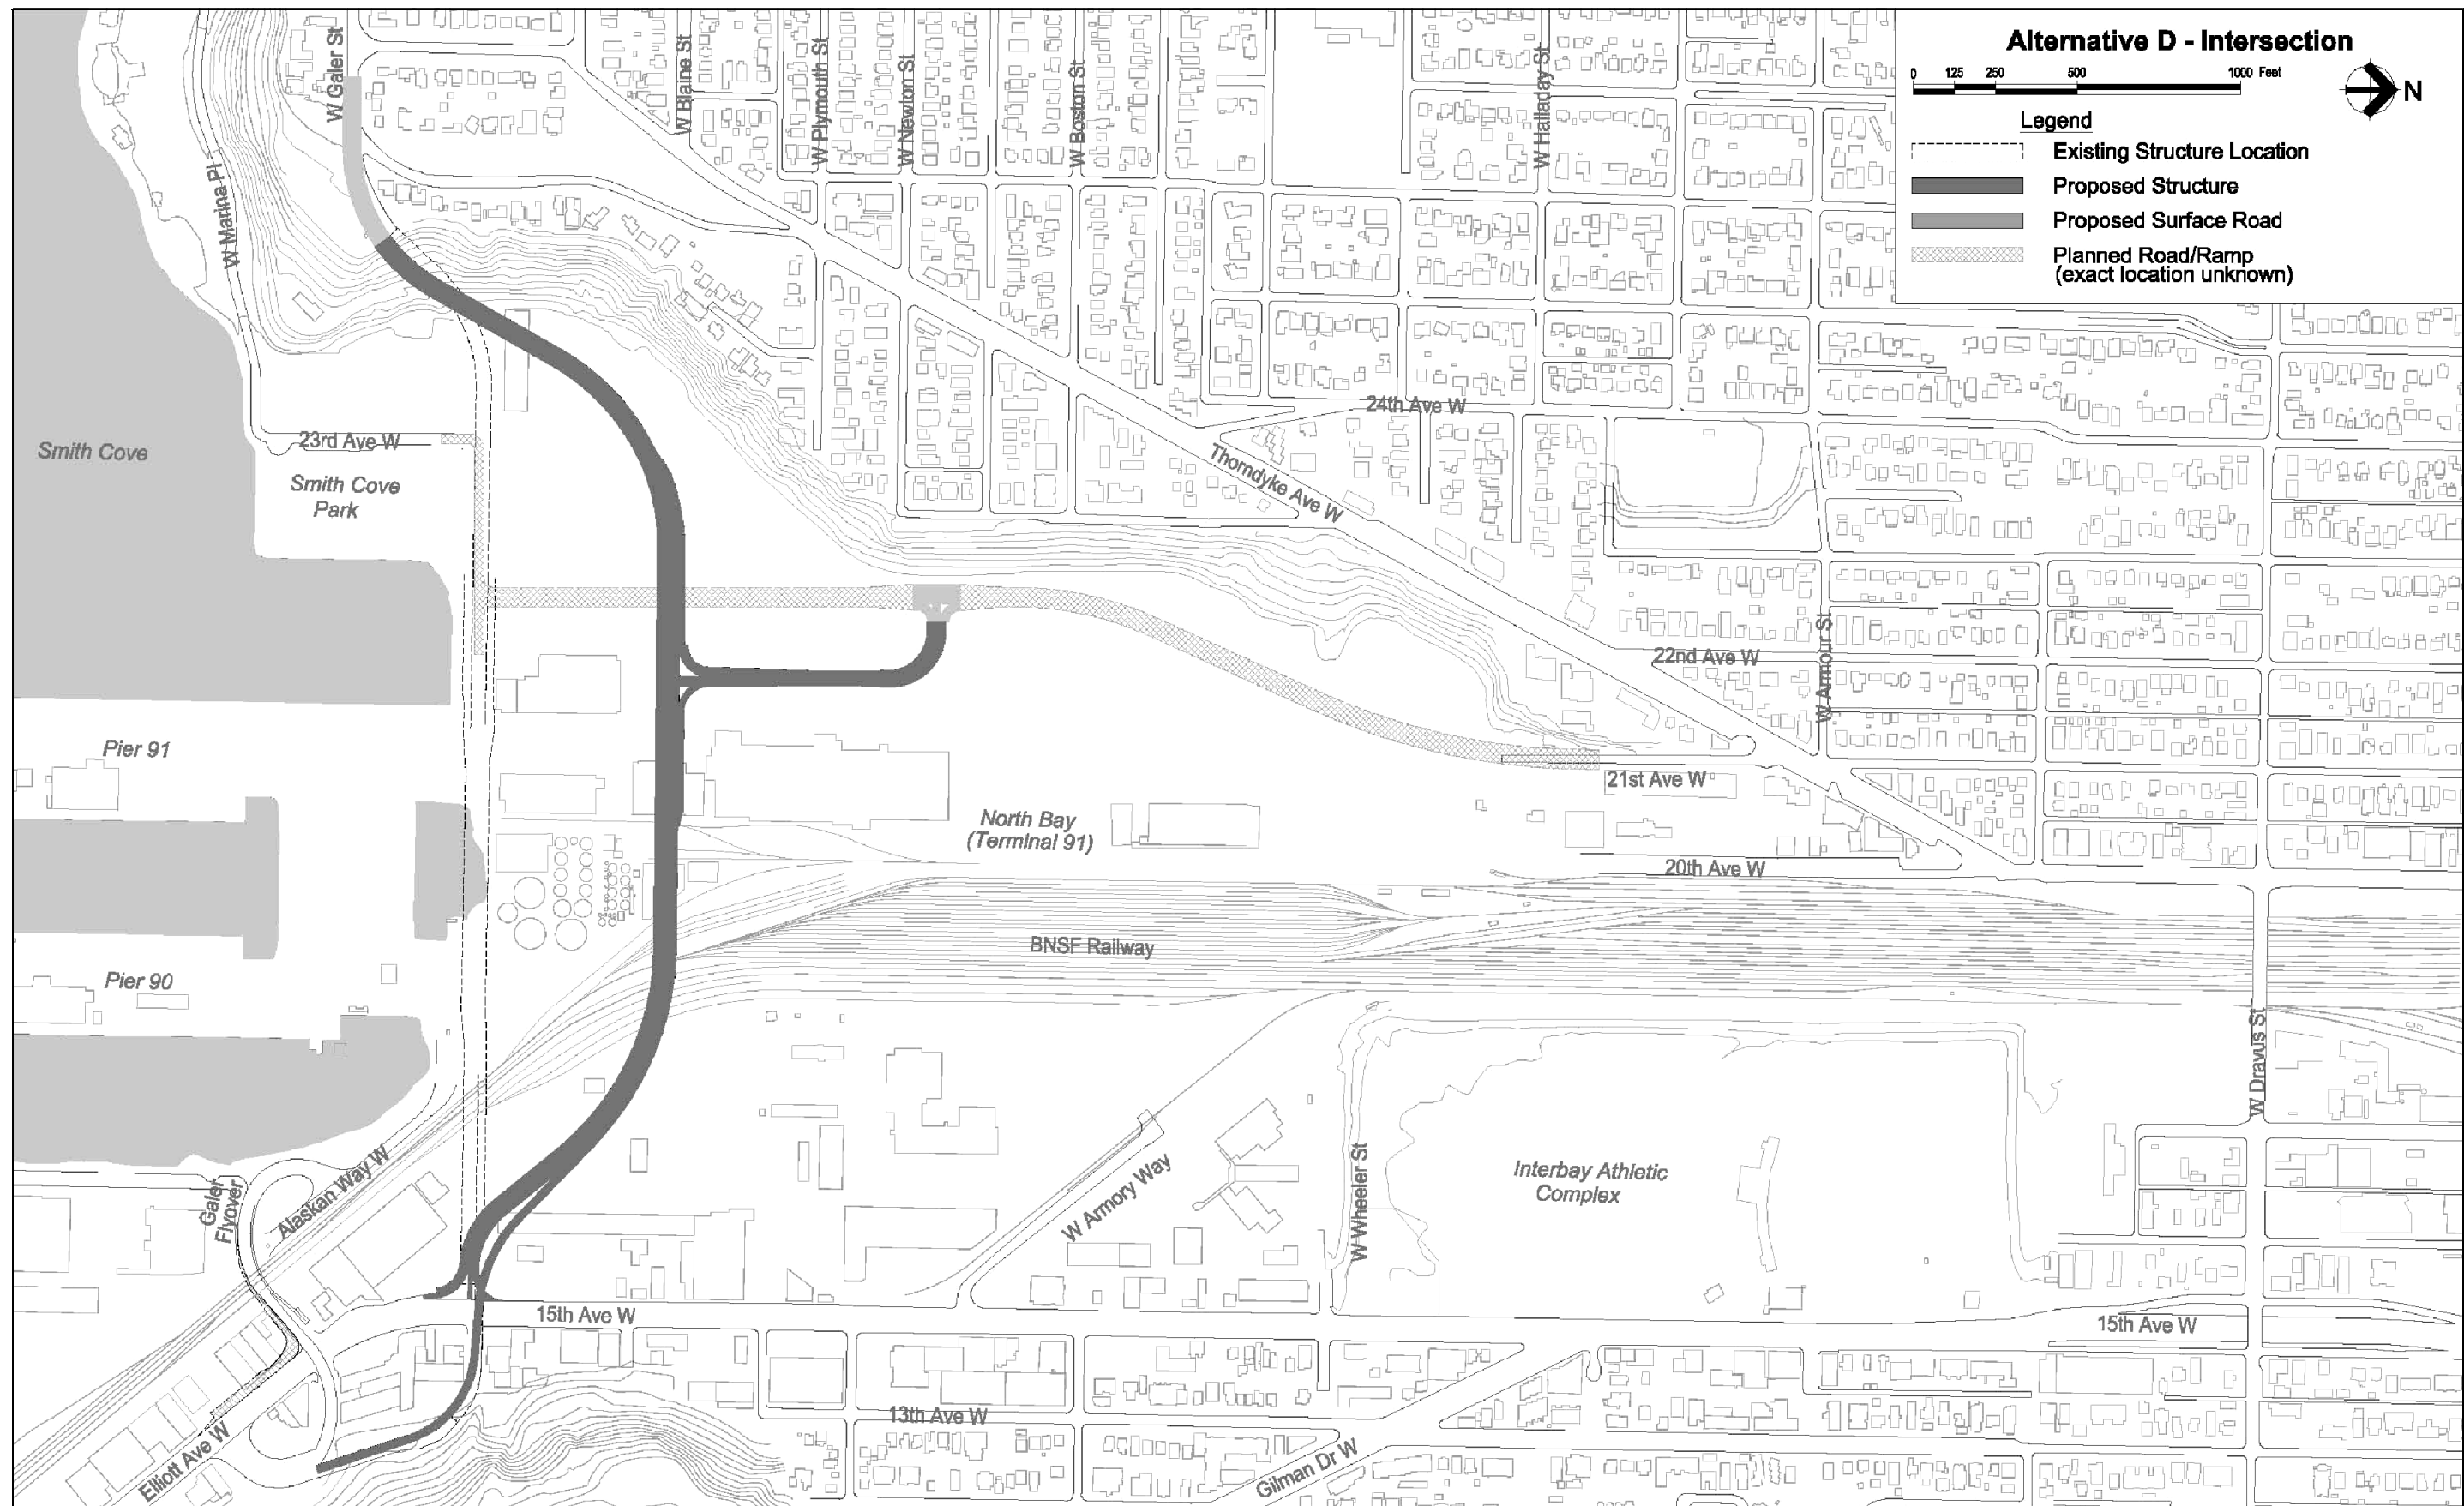 Alternative D - Intersection
0 125 250 500 1000 Feet
N
Legend
Existing Structure Location
Proposed Structure
Proposed Surface Road
Planned Road/Ramp
(exact location unknown)
W Galer St
W Blaine St
W Plymouth St
W Newton St
W Boston St
W Halladay St
W Marina Pl
24th Ave W
Thorndyke Ave W
23rd Ave W
Smith Cove
Smith Cove
Park
22nd Ave W
W Armour St
Pier 91
21st Ave W
North Bay
(Terminal 91)
20th Ave W
BNSF Railway
Pier 90
W Dravus St
Galer
Flyover
Alaskan Way W
W Armory Way
W Wheeler St
Interbay Athletic
Complex
15th Ave W
15th Ave W
13th Ave W
Elliott Ave W
Gilman Dr W